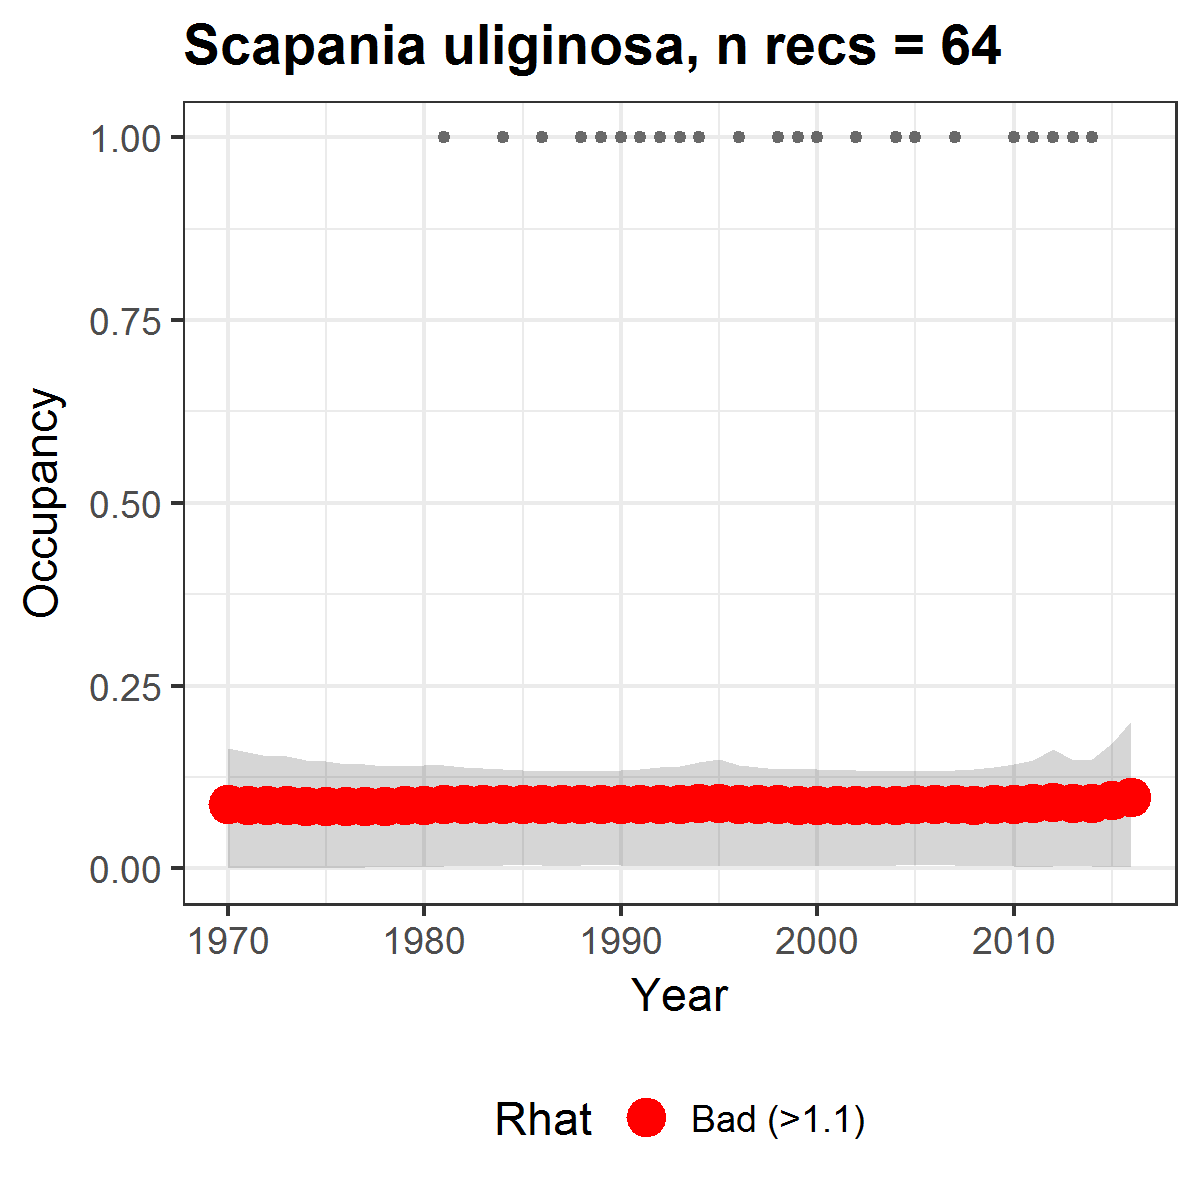 Scapania uliginosa, n recs = 64
1.00
0.75
0.50
0.25
0.00
Occupancy
1970 1980 1990 2000 2010
Year
Rhat Bad (>1.1)